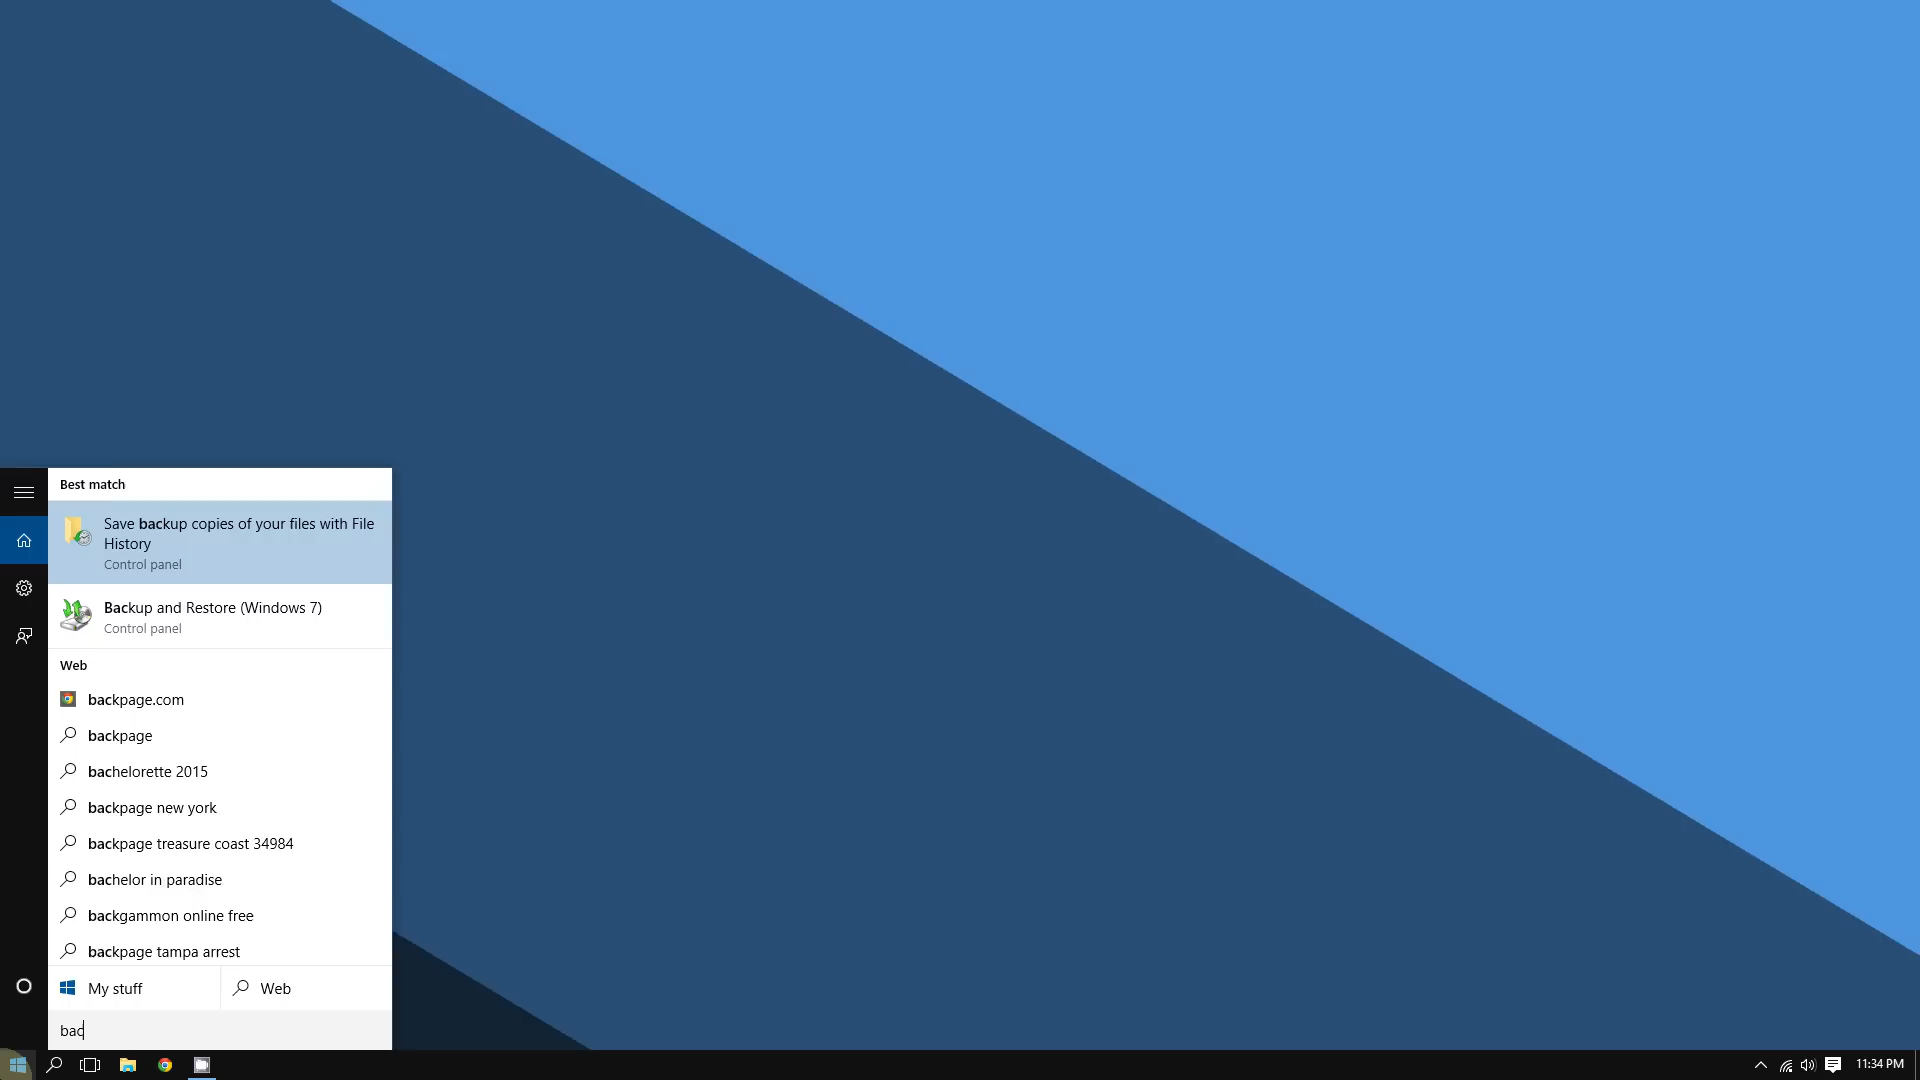 Best match
Save backup copies of your files with File
History
Control panel
Backup and Restore (Windows 7)
Control panel
Web
backpage.com
backpage
bachelorette 2015
backpage new york
backpage treasure coast 34984
bachelor in paradise
backgammon online free
backpage tampa arrest
My stuff
Web
bac
11:34 PM